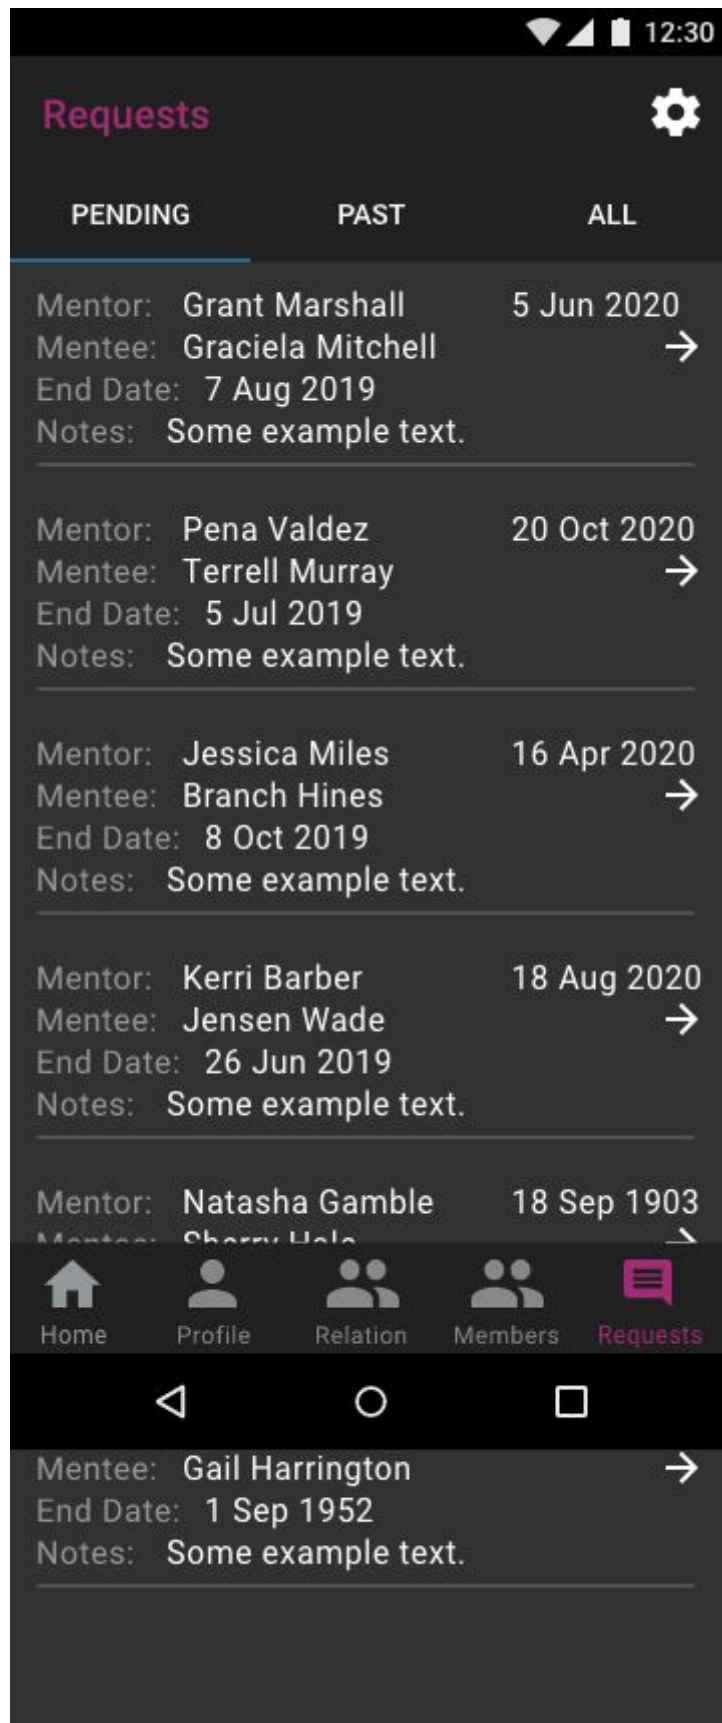 12:30
Requests
PENDING PAST ALL
Mentor: Grant Marshall 5 Jun 2020
Mentee: Graciela Mitchell
End Date: 7 Aug 2019
Notes: Some example text.
Mentor: Pena Valdez 20 Oct 2020
Mentee: Terrell Murray
End Date: 5 Jul 2019
Notes: Some example text.
Mentor: Jessica Miles 16 Apr 2020
Mentee: Branch Hines
End Date: 8 Oct 2019
Notes: Some example text.
Mentor: Kerri Barber 18 Aug 2020
Mentee: Jensen Wade
End Date: 26 Jun 2019
Notes: Some example text.
Mentor: Natasha Gamble 18 Sep 1903
Mentee: Sherry
Home Profile Relation Members Requests
Mentee: Gail Harrington
End Date: 1 Sep 1952
Notes: Some example text.